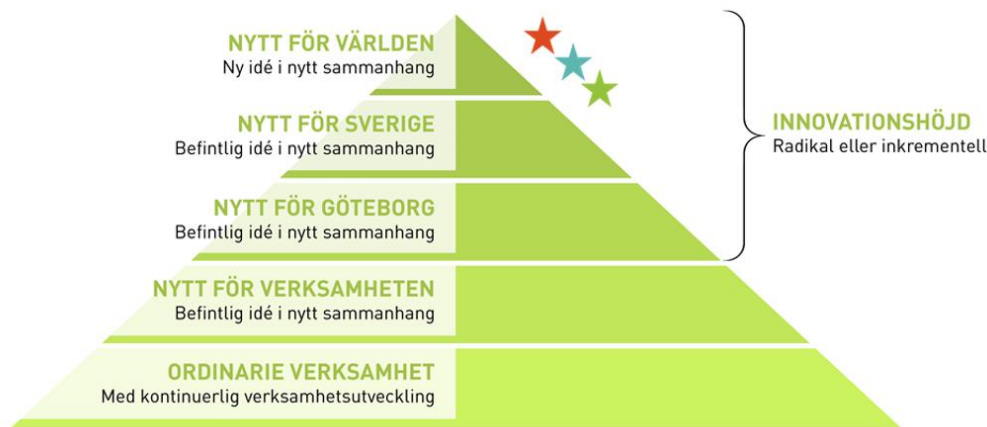 NYTT FÖR VÄRLDEN
Ny idé i nytt sammanhang
NYTT FÖR SVERIGE
Befintlig idé i nytt sammanhang
NYTT FÖR GÖTEBORG
Befintlig idé i nytt sammanhang
NYTT FÖR VERKSAMHETEN
Befintlig idé i nytt sammanhang
ORDINARIE VERKSAMHET
Med kontinuerlig verksamhetsutveckling
INNOVATIONSHÖJD
Radikal eller inkrementell